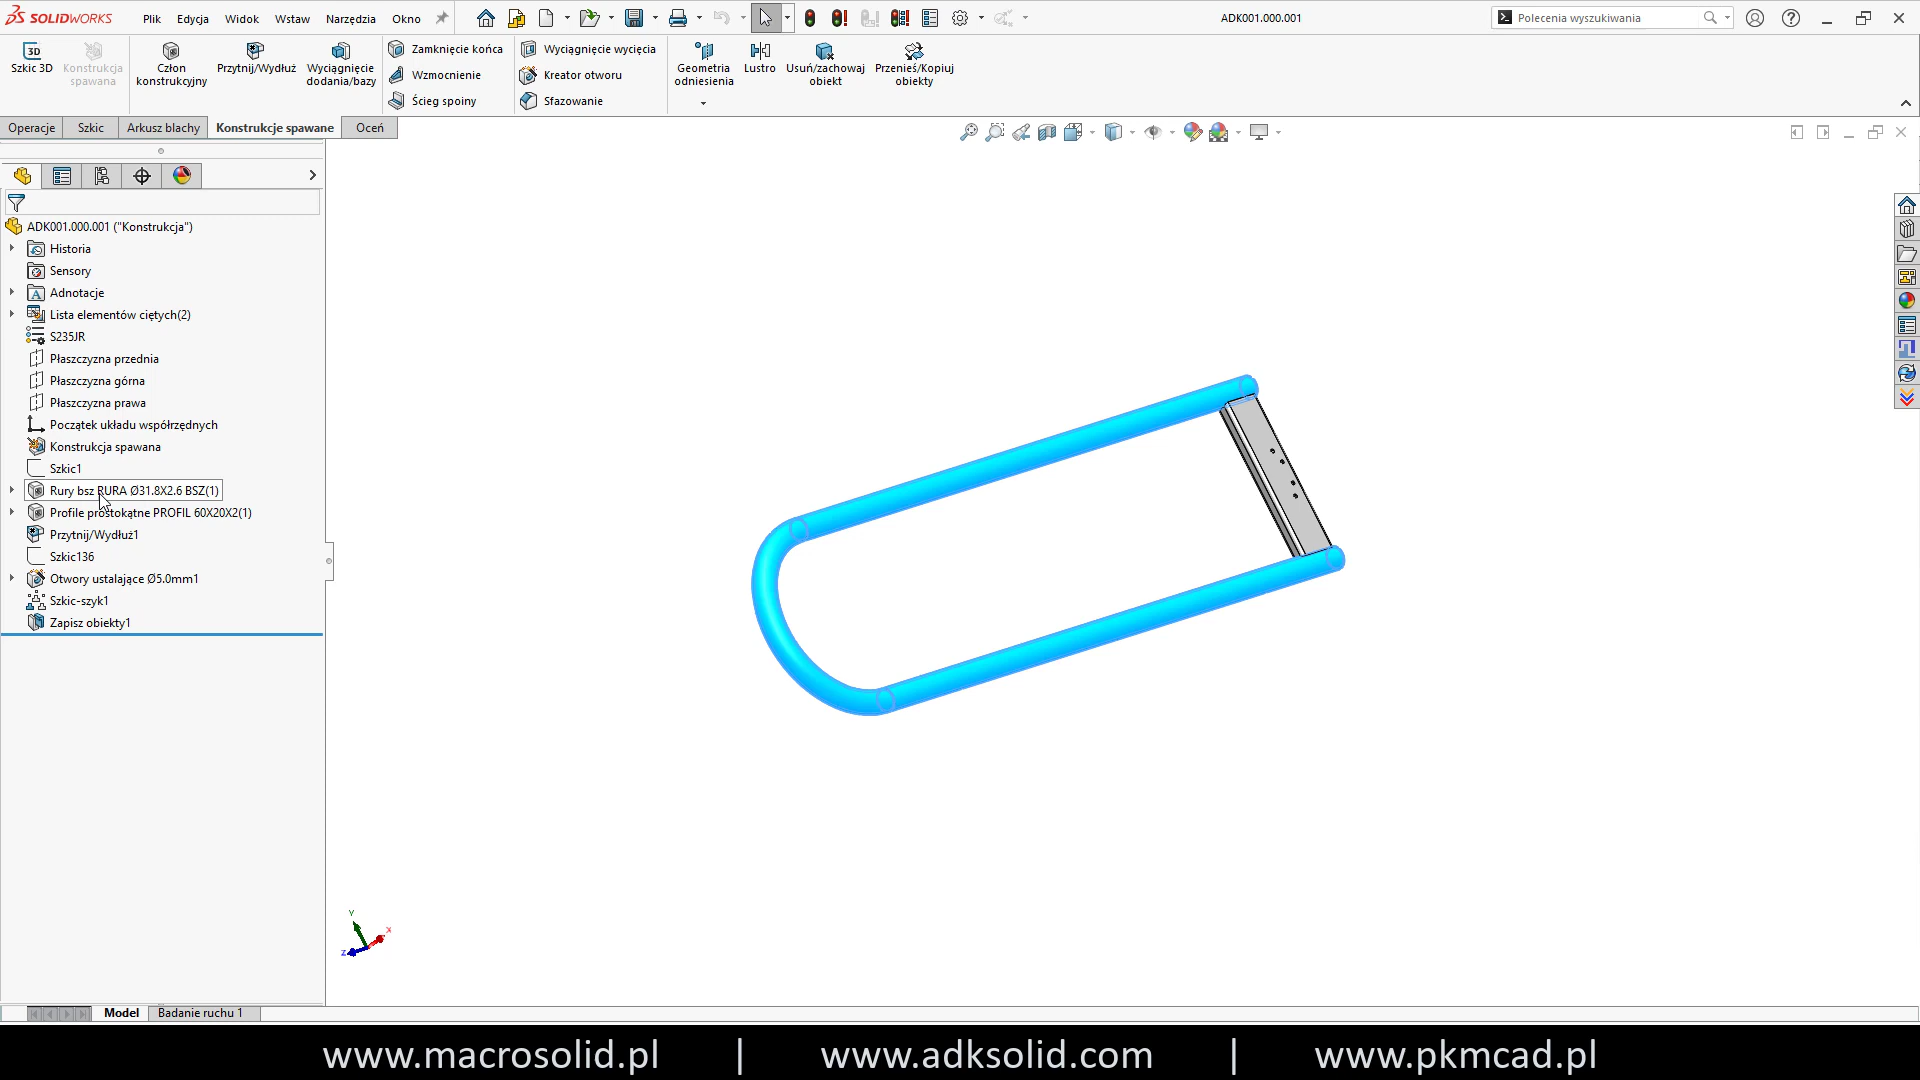 SOLIDWORKS Plik Edycja Widok Wstaw Narzędzia Okno ADK001.000.001 Polecenia wyszukiwania
3D
Szkic 3D
Konstrukcja
spawana
Człon
konstrukcyjny
Przytnij/Wydłuż
Wyciągnięcie
dodania/bazy
Zamknięcie końca
Wzmocnienie
Ścieg spoiny
Wyciągnięcie wycięcia
Kreator otworu
Sfazowanie
Geometria
odniesienia
Lustro
Usuń/zachowaj
obiekt
Przenieś/Kopiuj
obiekty
Operacje Szkic Arkusz blachy Konstrukcje spawane Oceń
ADK001.000.001 ("Konstrukcja")
Historia
Sensory
Adnotacje
Lista elementów ciętych(2)
S235JR
Płaszczyzna przednia
Płaszczyzna górna
Płaszczyzna prawa
Początek układu współrzędnych
Konstrukcja spawana
Szkic1
Rury bsz RURA Ø31.8X2.6 BSZ(1)
Profile prostokątne PROFIL 60X20X2(1)
Przytnij/Wydłuż1
Szkic136
Otwory ustalające Ø5.0mm1
Szkic-szyk1
Zapisz obiekty1
Y
X
Z
Model Badanie ruchu 1
www.macrosolid.pl | www.adksolid.com | www.pkmcad.pl